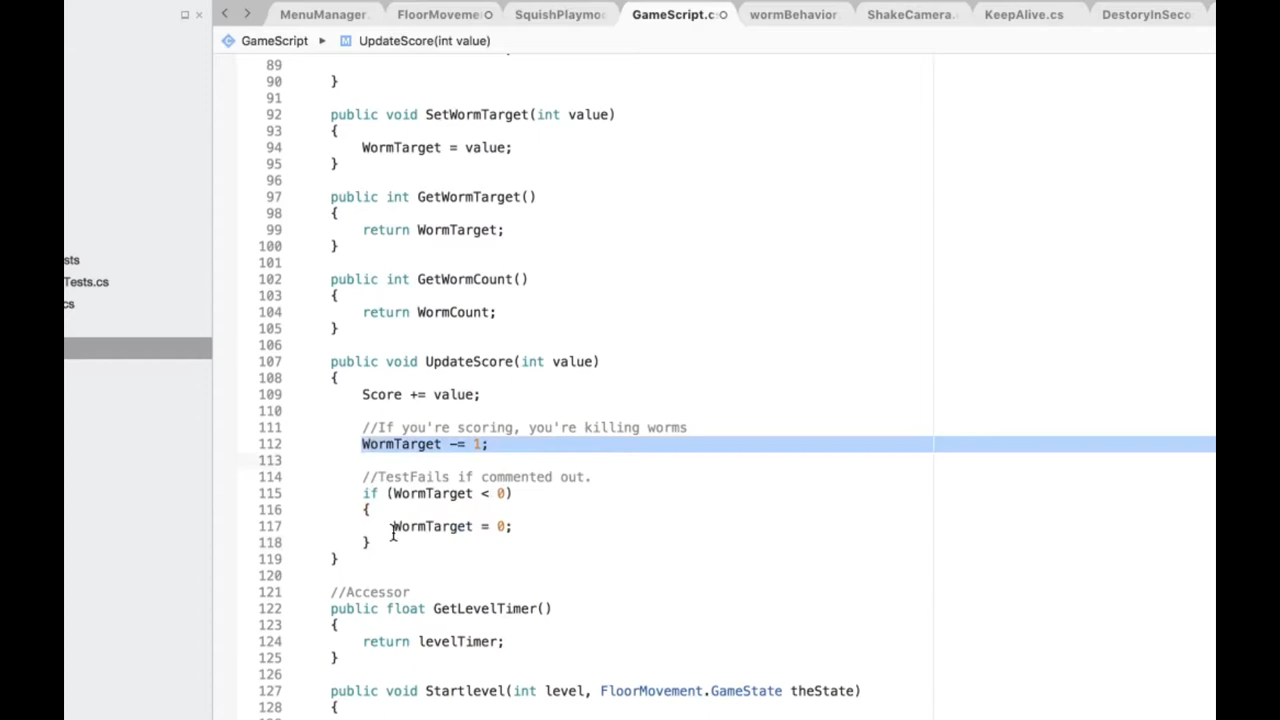 MenuManager.
FloorMoveme
SquishPlaymo
GameScript.c
wormBehavior
ShakeCamera.
KeepAlive.cs
DestoryInSeco
GameScript
UpdateScore(int value)
sts
Tests.cs
cs
89
90 }
91
92 public void SetWormTarget(int value)
93 {
94 WormTarget = value;
95 }
96
97 public int GetWormTarget()
98 {
99 return WormTarget;
100 }
101
102 public int GetWormCount()
103 {
104 return WormCount;
105 }
106
107 public void UpdateScore(int value)
108 {
109 Score += value;
110
111 //If you're scoring, you're killing worms
112 WormTarget -= 1;
113
114 //TestFails if commented out.
115 if (WormTarget < 0)
116 {
117 WormTarget = 0;
118 }
119 }
120
121 //Accessor
122 public float GetLevelTimer()
123 {
124 return levelTimer;
125 }
126
127 public void Startlevel(int level, FloorMovement.GameState theState)
128 {